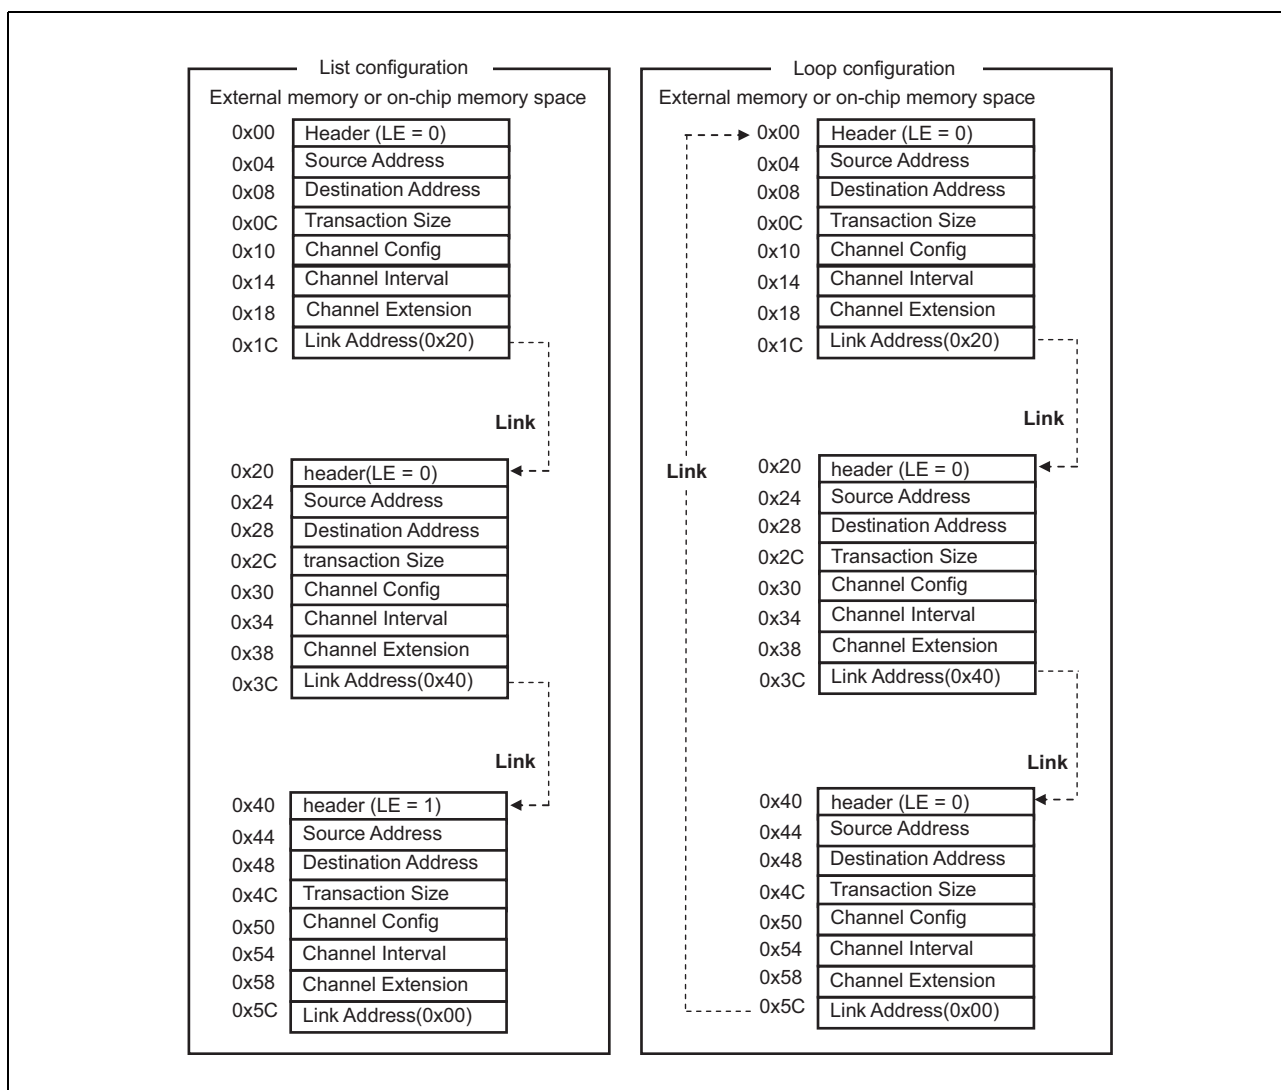 List configuration
External memory or on-chip memory space
0x00 Header (LE = 0)
0x04 Source Address
0x08 Destination Address
0x0C Transaction Size
0x10 Channel Config
0x14 Channel Interval
0x18 Channel Extension
0x1C Link Address(0x20)
Link
0x20 header(LE = 0)
0x24 Source Address
0x28 Destination Address
0x2C transaction Size
0x30 Channel Config
0x34 Channel Interval
0x38 Channel Extension
0x3C Link Address(0x40)
Link
0x40 header (LE = 1)
0x44 Source Address
0x48 Destination Address
0x4C Transaction Size
0x50 Channel Config
0x54 Channel Interval
0x58 Channel Extension
0x5C Link Address(0x00)
Loop configuration
External memory or on-chip memory space
0x00 Header (LE = 0)
0x04 Source Address
0x08 Destination Address
0x0C Transaction Size
0x10 Channel Config
0x14 Channel Interval
0x18 Channel Extension
0x1C Link Address(0x20)
Link
Link
0x20 header (LE = 0)
0x24 Source Address
0x28 Destination Address
0x2C Transaction Size
0x30 Channel Config
0x34 Channel Interval
0x38 Channel Extension
0x3C Link Address(0x40)
Link
0x40 header (LE = 0)
0x44 Source Address
0x48 Destination Address
0x4C Transaction Size
0x50 Channel Config
0x54 Channel Interval
0x58 Channel Extension
0x5C Link Address(0x00)